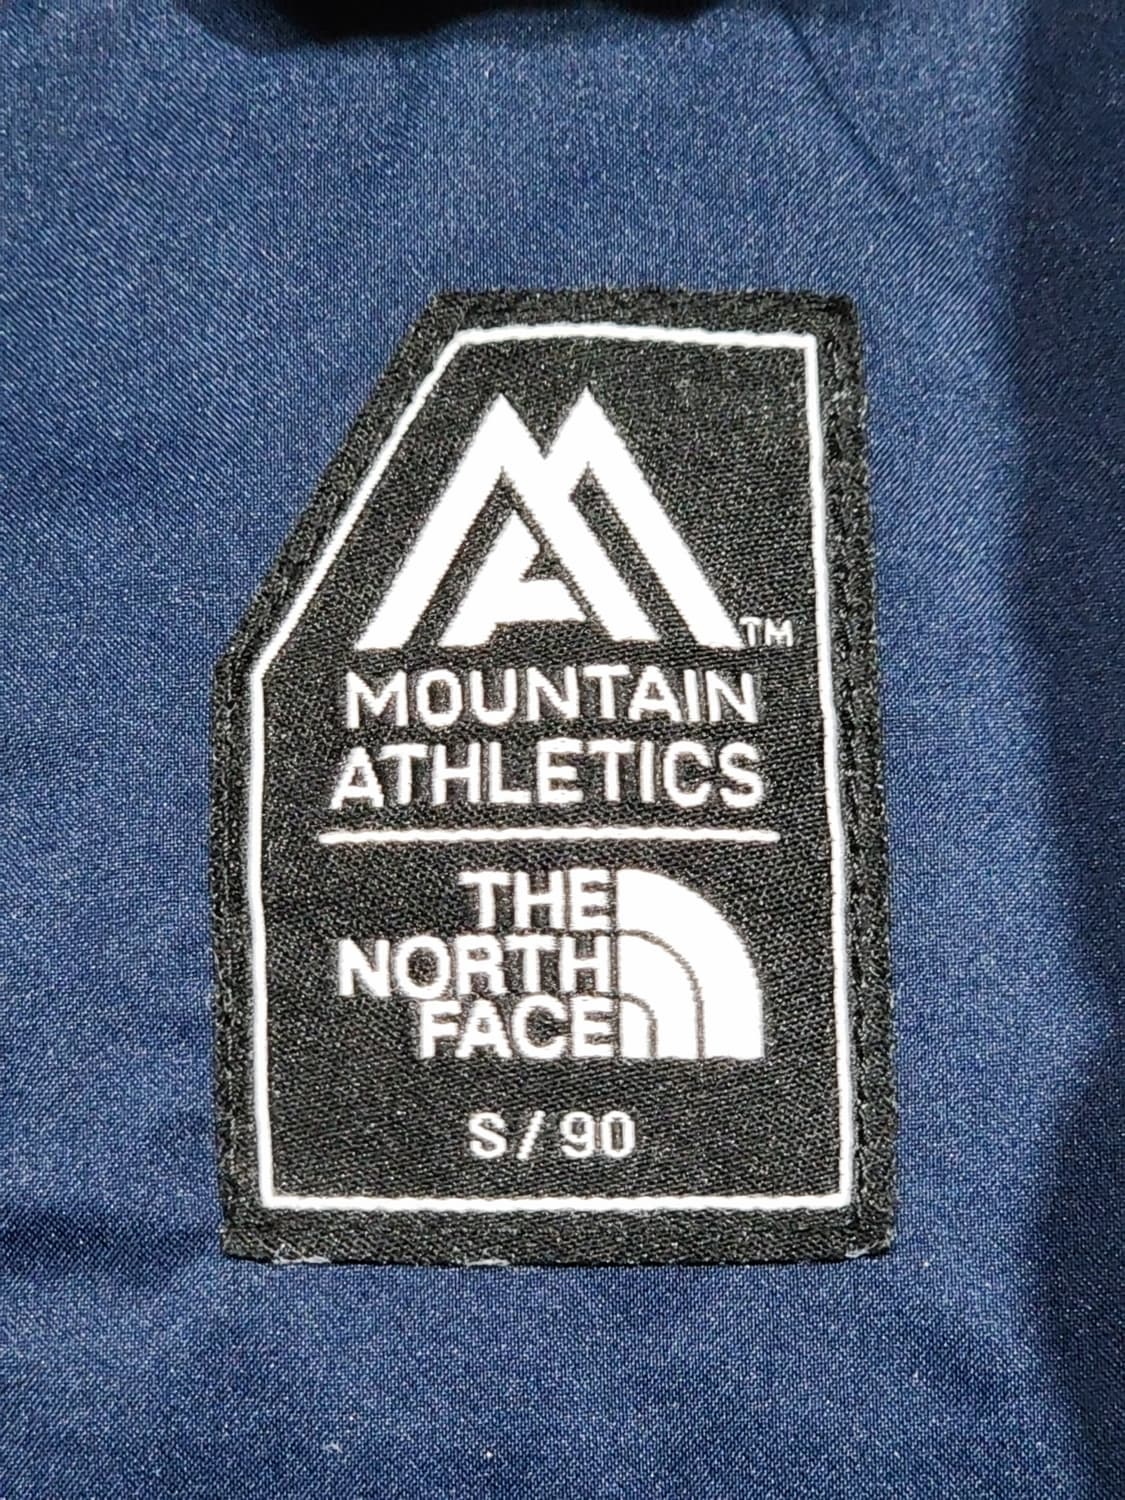 TM
MOUNTAIN
ATHLETICS
THE
NORTH
FACE
S/90